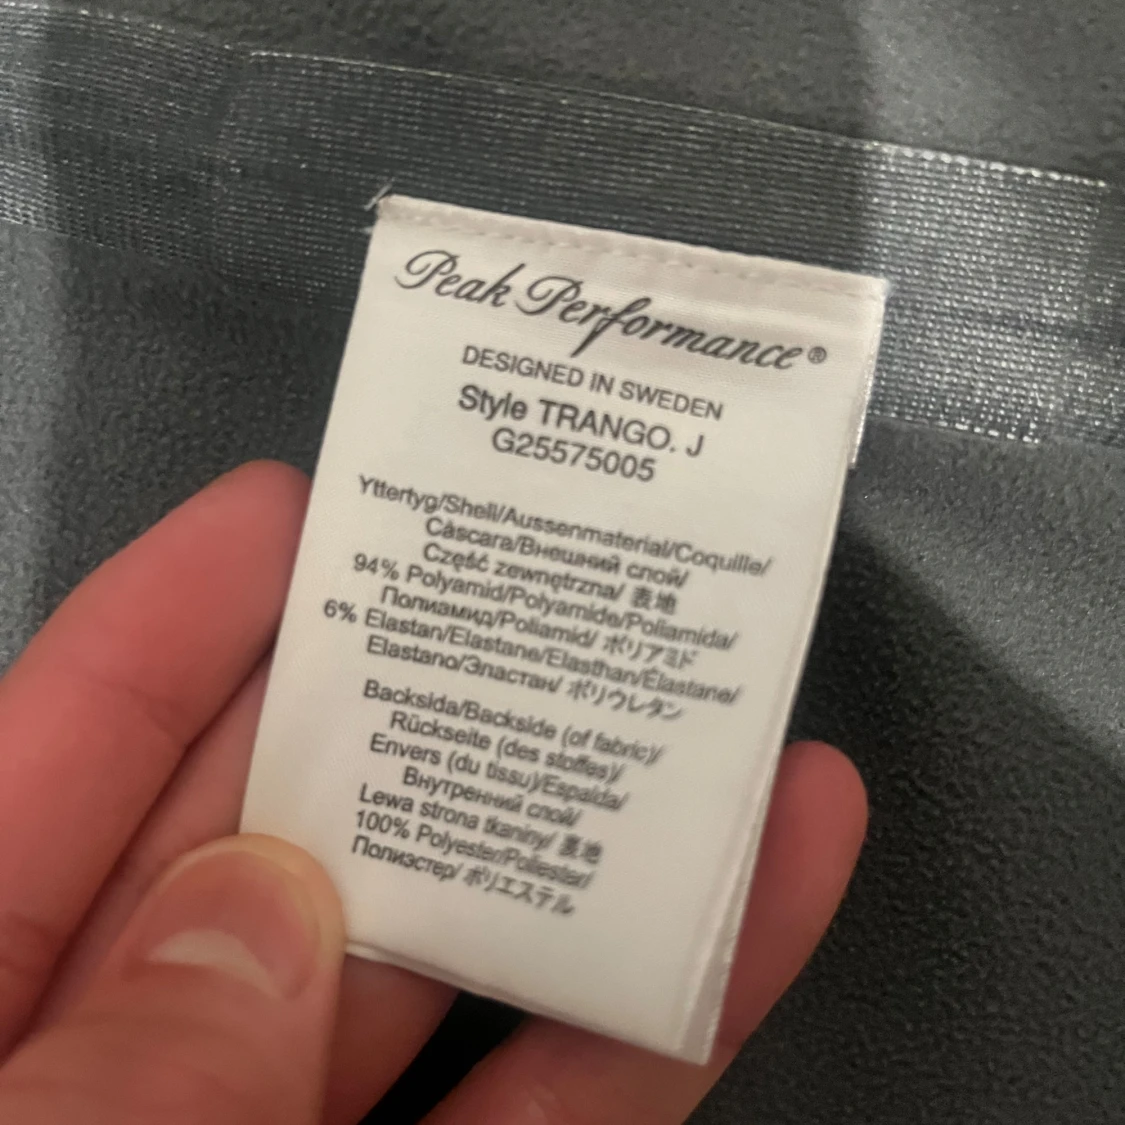 Peak Performance®
DESIGNED IN SWEDEN
Style TRANGO. J
G25575005
Yttertyg/Shell/Aussenmaterial/Coquille/
Càscara/Внешний слой/
Część zewnętrzna/ 表地
94% Polyamid/Polyamide/Poliamida/
Полиамид/Poliamid/ ポリアミド
6% Elastan/Elastane/Elasthan/Élastane/
Elastano/Эластан/ ポリウレタン
Backsida/Backside (of fabric)/
Rückseite (des stoffes)/
Envers (du tissu)/Espalda/
Внутренний слой/
Lewa strona tkaniny/ 表地
100% Polyester/Poliester/
Полиэстер/ ポリエステル